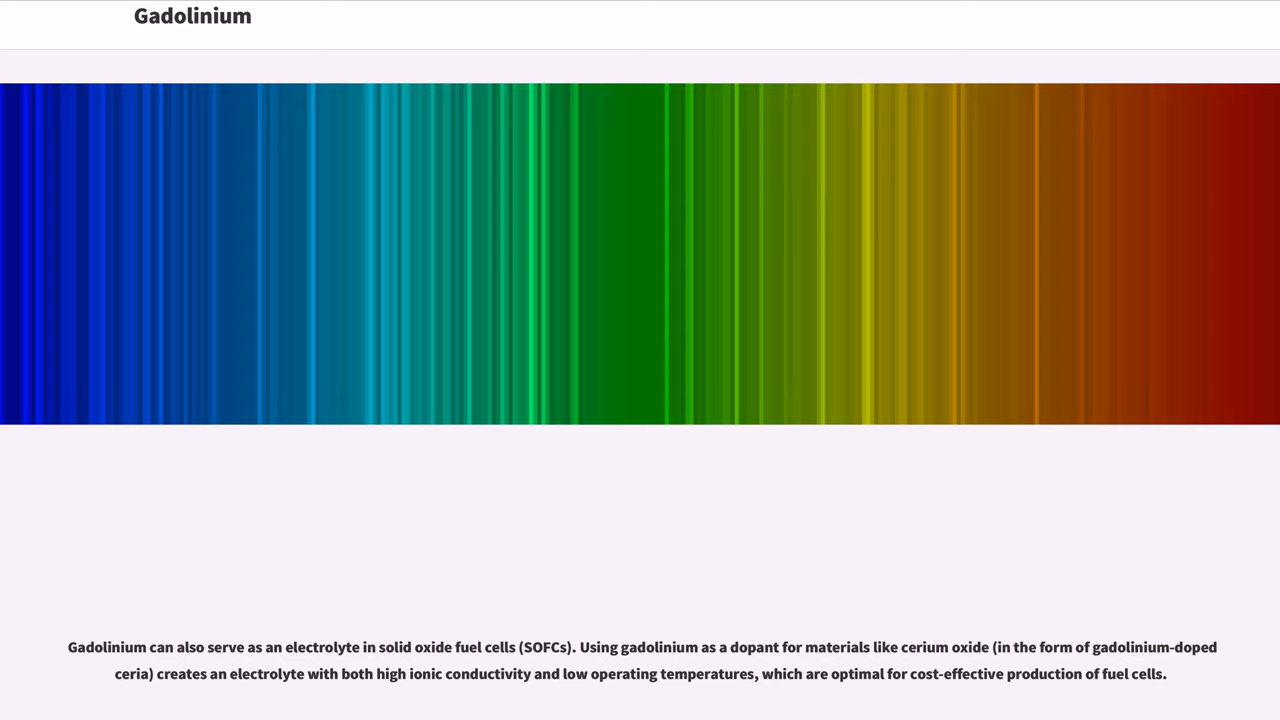 Gadolinium
Gadolinium can also serve as an electrolyte in solid oxide fuel cells (SOFCs). Using gadolinium as a dopant for materials like cerium oxide (in the form of gadolinium-doped
ceria) creates an electrolyte with both high ionic conductivity and low operating temperatures, which are optimal for cost-effective production of fuel cells.